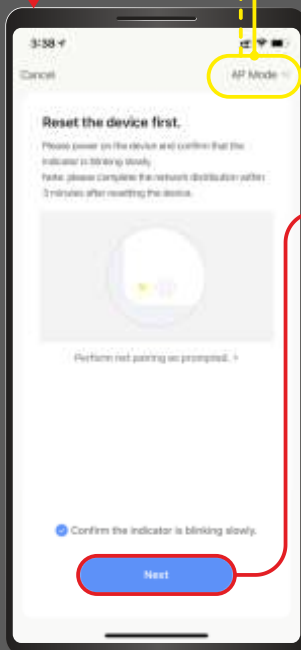 3:38
Cancel
AP Mode
Reset the device first.
Please power on the device and confirm that the
indicator is blinking slowly.
Note: please complete the network distribution within
3 minutes after resetting the device.
Perform net pairing as prompted. >
Confirm the indicator is blinking slowly.
Next